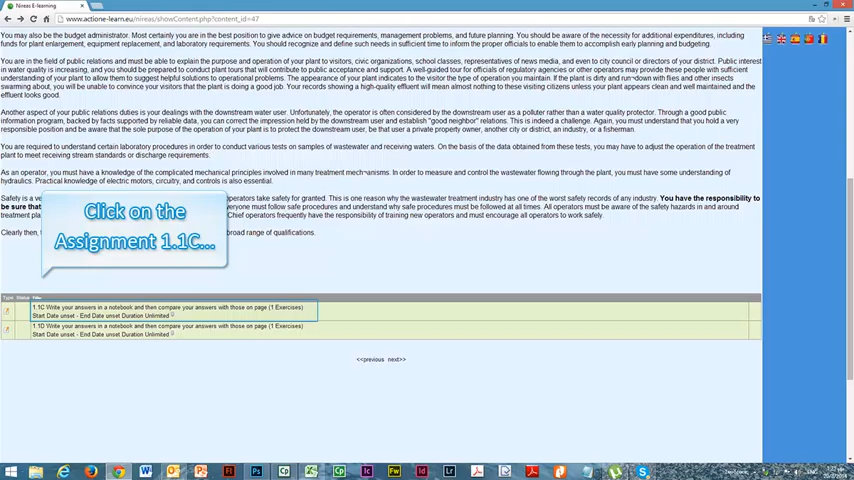 Nireas E-learning
www.actione-learn.eu/nireas/showContent.php?content_id=47
You may also be the budget administrator. Most certainly you are in the best position to give advice on budget requirements, management problems, and future planning. You should be aware of the necessity for additional expenditures, including
funds for plant enlargement, equipment replacement, and laboratory requirements. You should recognize and define such needs in sufficient time to inform the proper officials to enable them to accomplish early planning and budgeting.
You are in the field of public relations and must be able to explain the purpose and operation of your plant to visitors, civic organizations, school classes, representatives of news media, and even to city council or directors of your district. Public interest
in water quality is increasing, and you should be prepared to conduct plant tours that will contribute to public acceptance and support. A well-guided tour for officials of regulatory agencies or other operators may provide these people with sufficient
understanding of your plant to allow them to suggest helpful solutions to operational problems. The appearance of your plant indicates to the visitor the type of operation you maintain. If the plant is dirty and run¬down with flies and other insects
swarming about, you will be unable to convince your visitors that the plant is doing a good job. Your records showing a high-quality effluent will mean almost nothing to these visiting citizens unless your plant appears clean and well maintained and the
effluent looks good.
Another aspect of your public relations duties is your dealings with the downstream water user. Unfortunately, the operator is often considered by the downstream user as a polluter rather than a water quality protector. Through a good public
information program, backed by facts supported by reliable data, you can correct the impression held by the downstream user and establish "good neighbor" relations. This is indeed a challenge. Again, you must understand that you hold a very
responsible position and be aware that the sole purpose of the operation of your plant is to protect the downstream user, be that user a private property owner, another city or district, an industry, or a fisherman.
You are required to understand certain laboratory procedures in order to conduct various tests on samples of wastewater and receiving waters. On the basis of the data obtained from these tests, you may have to adjust the operation of the treatment
plant to meet receiving stream standards or discharge requirements.
As an operator, you must have a knowledge of the complicated mechanical principles involved in many treatment mech¬anisms. In order to measure and control the wastewater flowing through the plant, you must have some understanding of
hydraulics. Practical knowledge of electric motors, circuitry, and controls is also essential.
Safety is a ve operators take safety for granted. This is one reason why the wastewater treatment industry has one of the worst safety records of any industry. You have the responsibility to
be sure that everyone must follow safe procedures and understand why safe procedures must be followed at all times. All operators must be aware of the safety hazards in and around
treatment pla Chief operators frequently have the responsibility of training new operators and must encourage all operators to work safely.
Clearly then, t broad range of qualifications.
Click on the
Assignment 1.1C...
Type Status Title
1.1C Write your answers in a notebook and then compare your answers with those on page (1 Exercises)
Start Date unset - End Date unset Duration Unlimited
1.1D Write your answers in a notebook and then compare your answers with those on page (1 Exercises)
Start Date unset - End Date unset Duration Unlimited
<<previous next>>